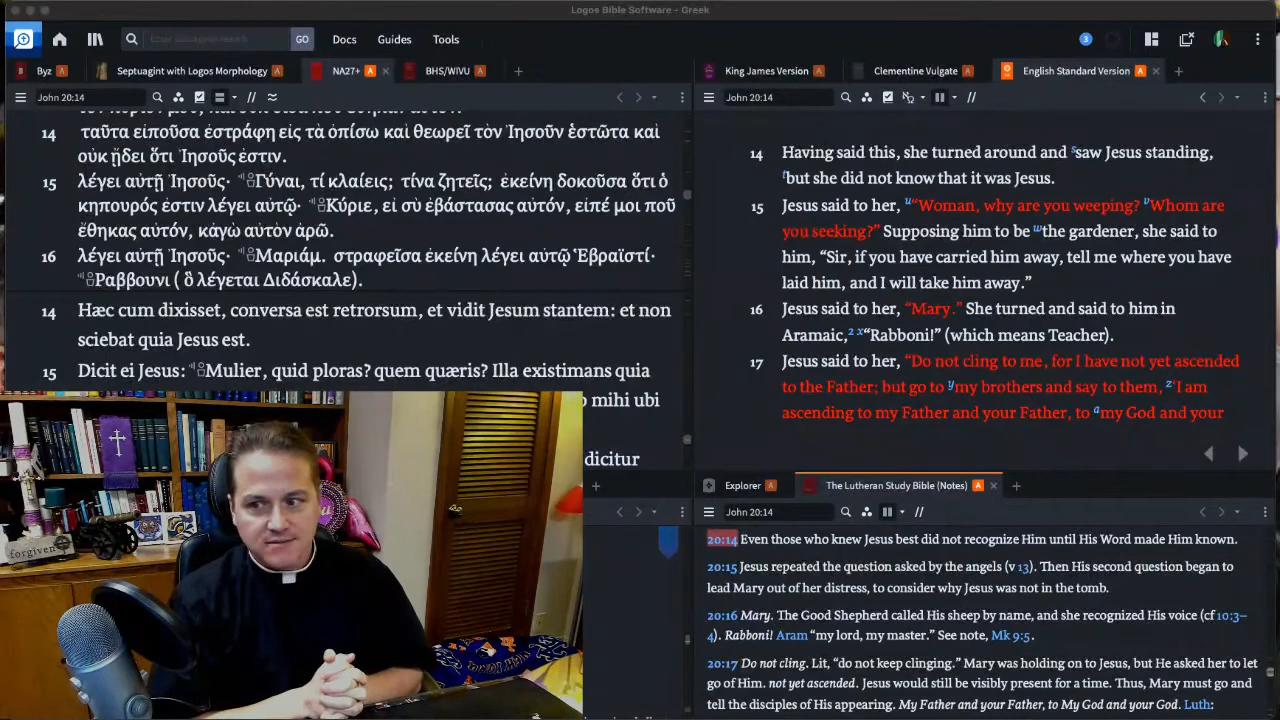 Logos Bible Software - Greek
GO
Docs
Guides
Tools
3
Byz A
Septuagint with Logos Morphology A
NA27+ A
BHS/WIVU A
King James Version A
Clementine Vulgate A
English Standard Version A
John 20:14
John 20:14
14 ταῦτα εἰποῦσα ἐστράφη εἰς τὰ ὀπίσω καὶ θεωρεῖ τὸν Ἰησοῦν ἑστῶτα καὶ
οὐκ ᾔδει ὅτι Ἰησοῦς ἐστιν.
15 λέγει αὐτῇ Ἰησοῦς· Γύναι, τί κλαίεις; τίνα ζητεῖς; ἐκείνη δοκοῦσα ὅτι ὁ
κηπουρός ἐστιν λέγει αὐτῷ· Κύριε, εἰ σὺ ἐβάστασας αὐτόν, εἰπέ μοι ποῦ
ἔθηκας αὐτόν, κἀγὼ αὐτὸν ἀρῶ.
16 λέγει αὐτῇ Ἰησοῦς· Μαριάμ. στραφεῖσα ἐκείνη λέγει αὐτῷ Ἑβραϊστί·
Ραββουνι ( ὃ λέγεται Διδάσκαλε).
14 Hæc cum dixisset, conversa est retrorsum, et vidit Jesum stantem: et non
sciebat quia Jesus est.
15 Dicit ei Jesus: Mulier, quid ploras? quem quæris? Illa existimans quia
mihi ubi
dicitur
14 Having said this, she turned around and s saw Jesus standing,
t but she did not know that it was Jesus.
15 Jesus said to her, u “Woman, why are you weeping? v Whom are
you seeking?” Supposing him to be w the gardener, she said to
him, “Sir, if you have carried him away, tell me where you have
laid him, and I will take him away.”
16 Jesus said to her, “Mary.” She turned and said to him in
Aramaic, 2 x “Rabboni!” (which means Teacher).
17 Jesus said to her, “Do not cling to me, for I have not yet ascended
to the Father; but go to y my brothers and say to them, z ‘I am
ascending to my Father and your Father, to a my God and your
Explorer A
The Lutheran Study Bible (Notes) A
John 20:14
20:14 Even those who knew Jesus best did not recognize Him until His Word made Him known.
20:15 Jesus repeated the question asked by the angels (v 13). Then His second question began to
lead Mary out of her distress, to consider why Jesus was not in the tomb.
20:16 Mary. The Good Shepherd called His sheep by name, and she recognized His voice (cf 10:3–
4). Rabboni! Aram “my lord, my master.” See note, Mk 9:5.
20:17 Do not cling. Lit, “do not keep clinging.” Mary was holding on to Jesus, but He asked her to let
go of Him. not yet ascended. Jesus would still be visibly present for a time. Thus, Mary must go and
tell the disciples of His appearing. My Father and your Father, to My God and your God. Luth:
forgiven